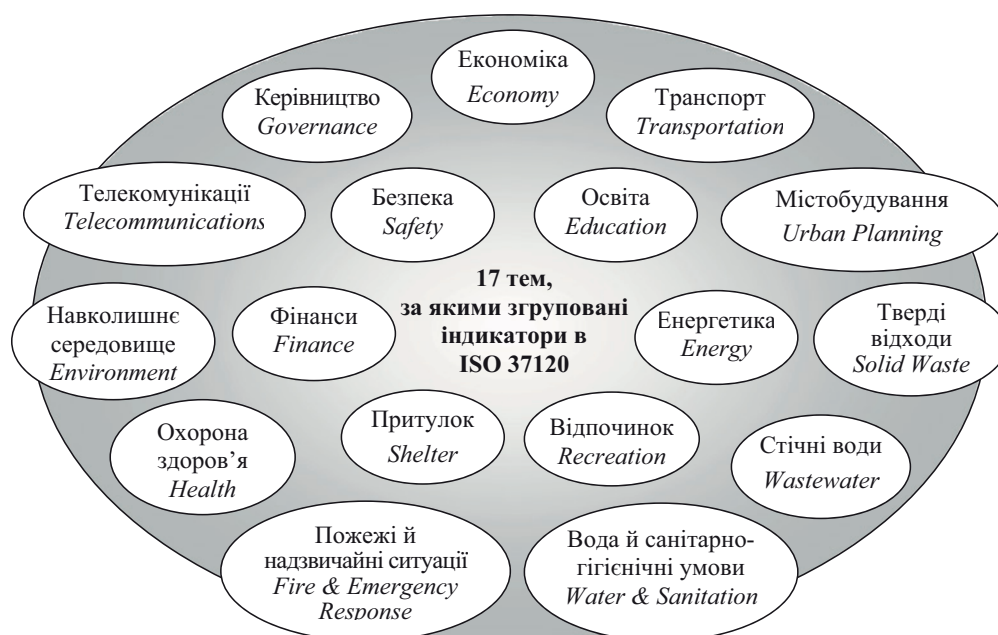 Економіка
Economy
Керівництво
Governance
Транспорт
Transportation
Телекомунікації
Telecommunications
Безпека
Safety
Освіта
Education
Містобудування
Urban Planning
17 тем,
за якими згруповані
індикатори в
ISO 37120
Навколишнє
середовище
Environment
Фінанси
Finance
Енергетика
Energy
Тверді
відходи
Solid Waste
Охорона
здоров’я
Health
Притулок
Shelter
Відпочинок
Recreation
Стічні води
Wastewater
Пожежі й
надзвичайні ситуації
Fire & Emergency
Response
Вода й санітарно-
гігієнічні умови
Water & Sanitation